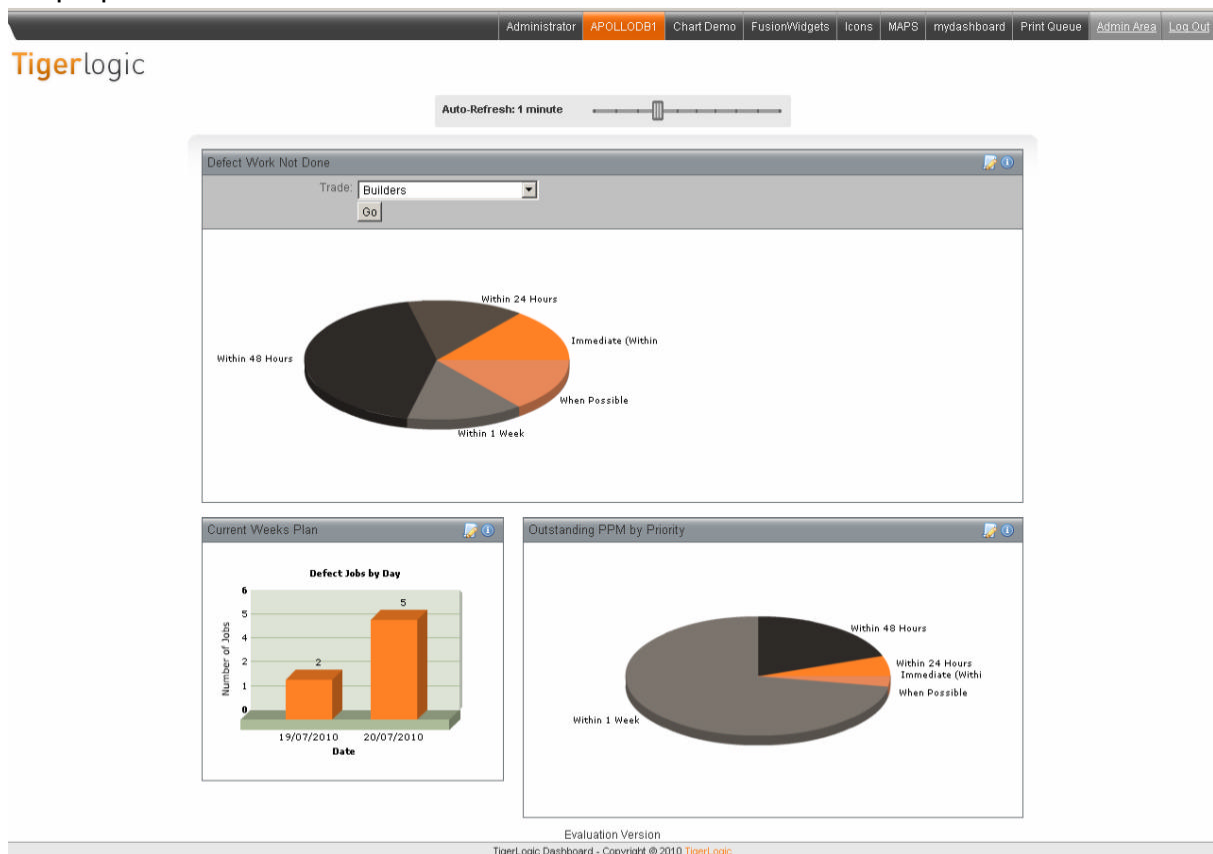 Administrator APOLLODB1 Chart Demo FusionWidgets Icons MAPS mydashboard Print Queue Admin Area Log Out
Tigerlogic
Auto-Refresh: 1 minute
Defect Work Not Done
Trade: Builders
Go
Within 24 Hours
Immediate (Within
Within 48 Hours
When Possible
Within 1 Week
Current Weeks Plan
Defect Jobs by Day
Number of Jobs
6
5
4
2
1
0
2
5
19/07/2010 20/07/2010
Date
Outstanding PPM by Priority
Within 48 Hours
Within 24 Hours
Immediate (Withi
When Possible
Within 1 Week
Evaluation Version
TigerLogic Dashboard - Copyright @ 2010 TigerLogic